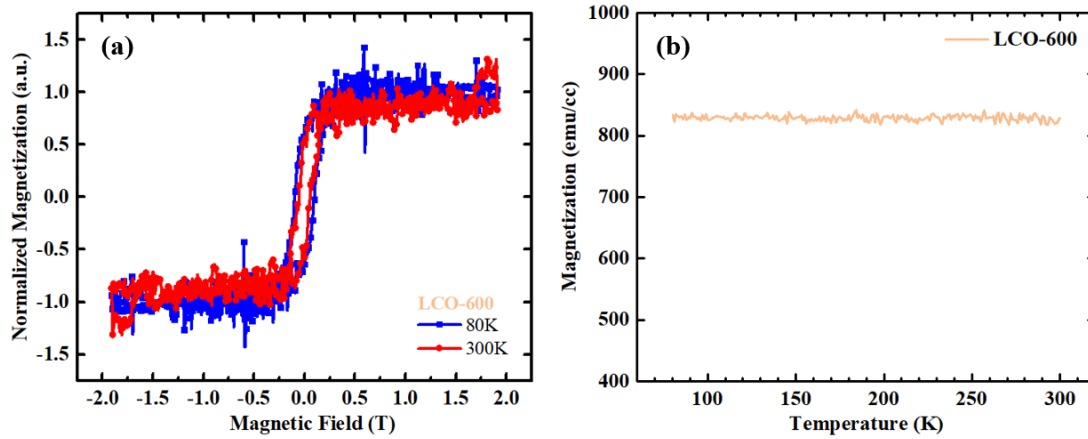 (a)
1.5
1.0
0.5
0.0
-0.5
-1.0
-1.5
Normalized Magnetization (a.u.)
LCO-600
80K
300K
-2.0 -1.5 -1.0 -0.5 0.0 0.5 1.0 1.5 2.0
Magnetic Field (T)
(b)
LCO-600
1000
900
800
700
600
500
400
Magnetization (emu/cc)
100 150 200 250 300
Temperature (K)